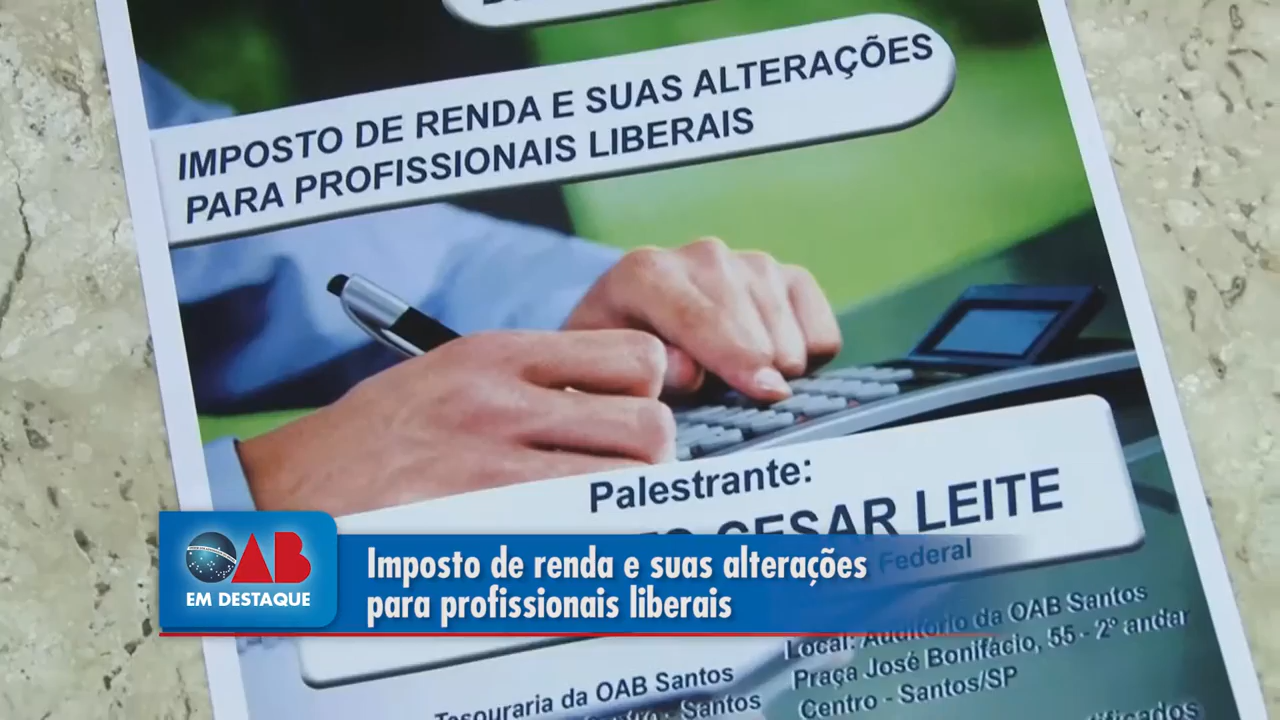 IMPOSTO DE RENDA E SUAS ALTERAÇÕES
PARA PROFISSIONAIS LIBERAIS
Palestrante:
CESAR LEITE
Federal
OAB
EM DESTAQUE
Imposto de renda e suas alterações
para profissionais liberais
Tesouraria da OAB Santos
Santos
Local: Auditório da OAB Santos
Praça José Bonifácio, 55 - 2º andar
Centro - Santos/SP